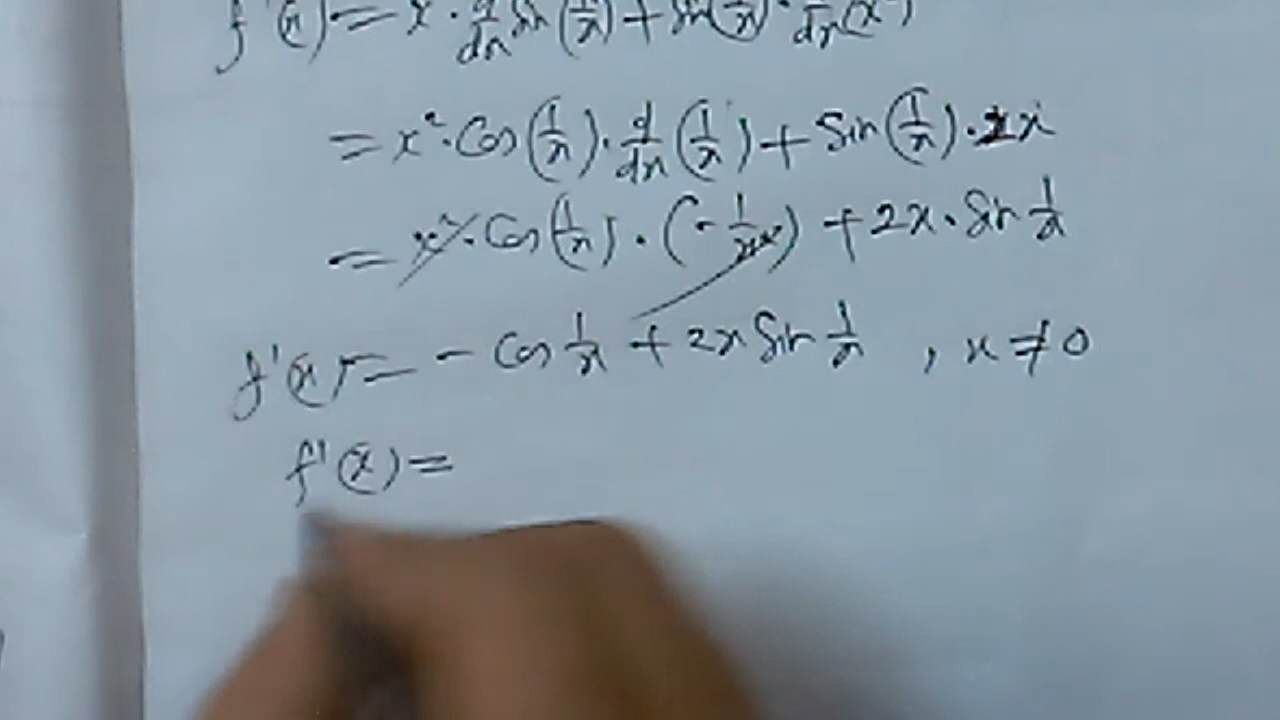 f'(x) = x² · d/dx sin(1/x) + sin(1/x) · d/dx(x²)
= x² · Cos(1/x) · d/dx(1/x) + Sin(1/x) · 2x
= x² · Cos(1/x) · (-1/x²) + 2x · Sin 1/x
f'(x) = - Cos 1/x + 2x Sin 1/x , x ≠ 0
f'(x) =